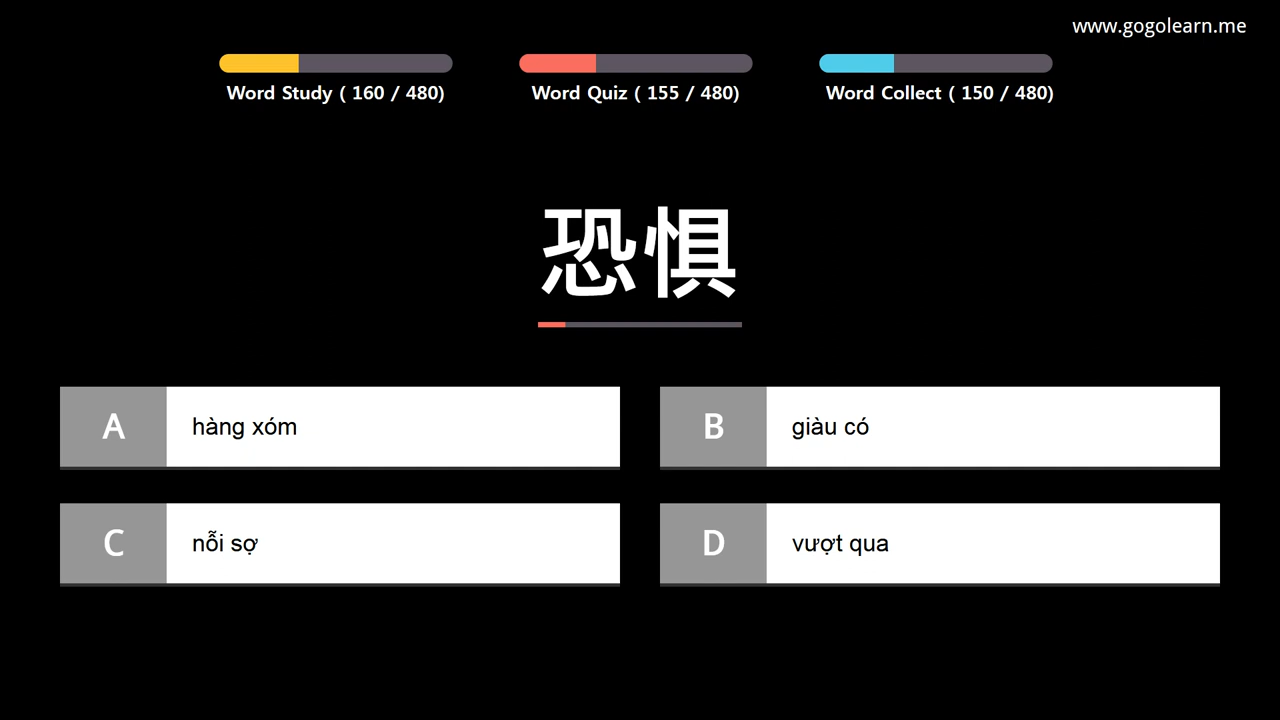 www.gogolearn.me
Word Study ( 160 / 480)
Word Quiz ( 155 / 480)
Word Collect ( 150 / 480)
恐惧
A
hàng xóm
B
giàu có
C
nỗi sợ
D
vượt qua